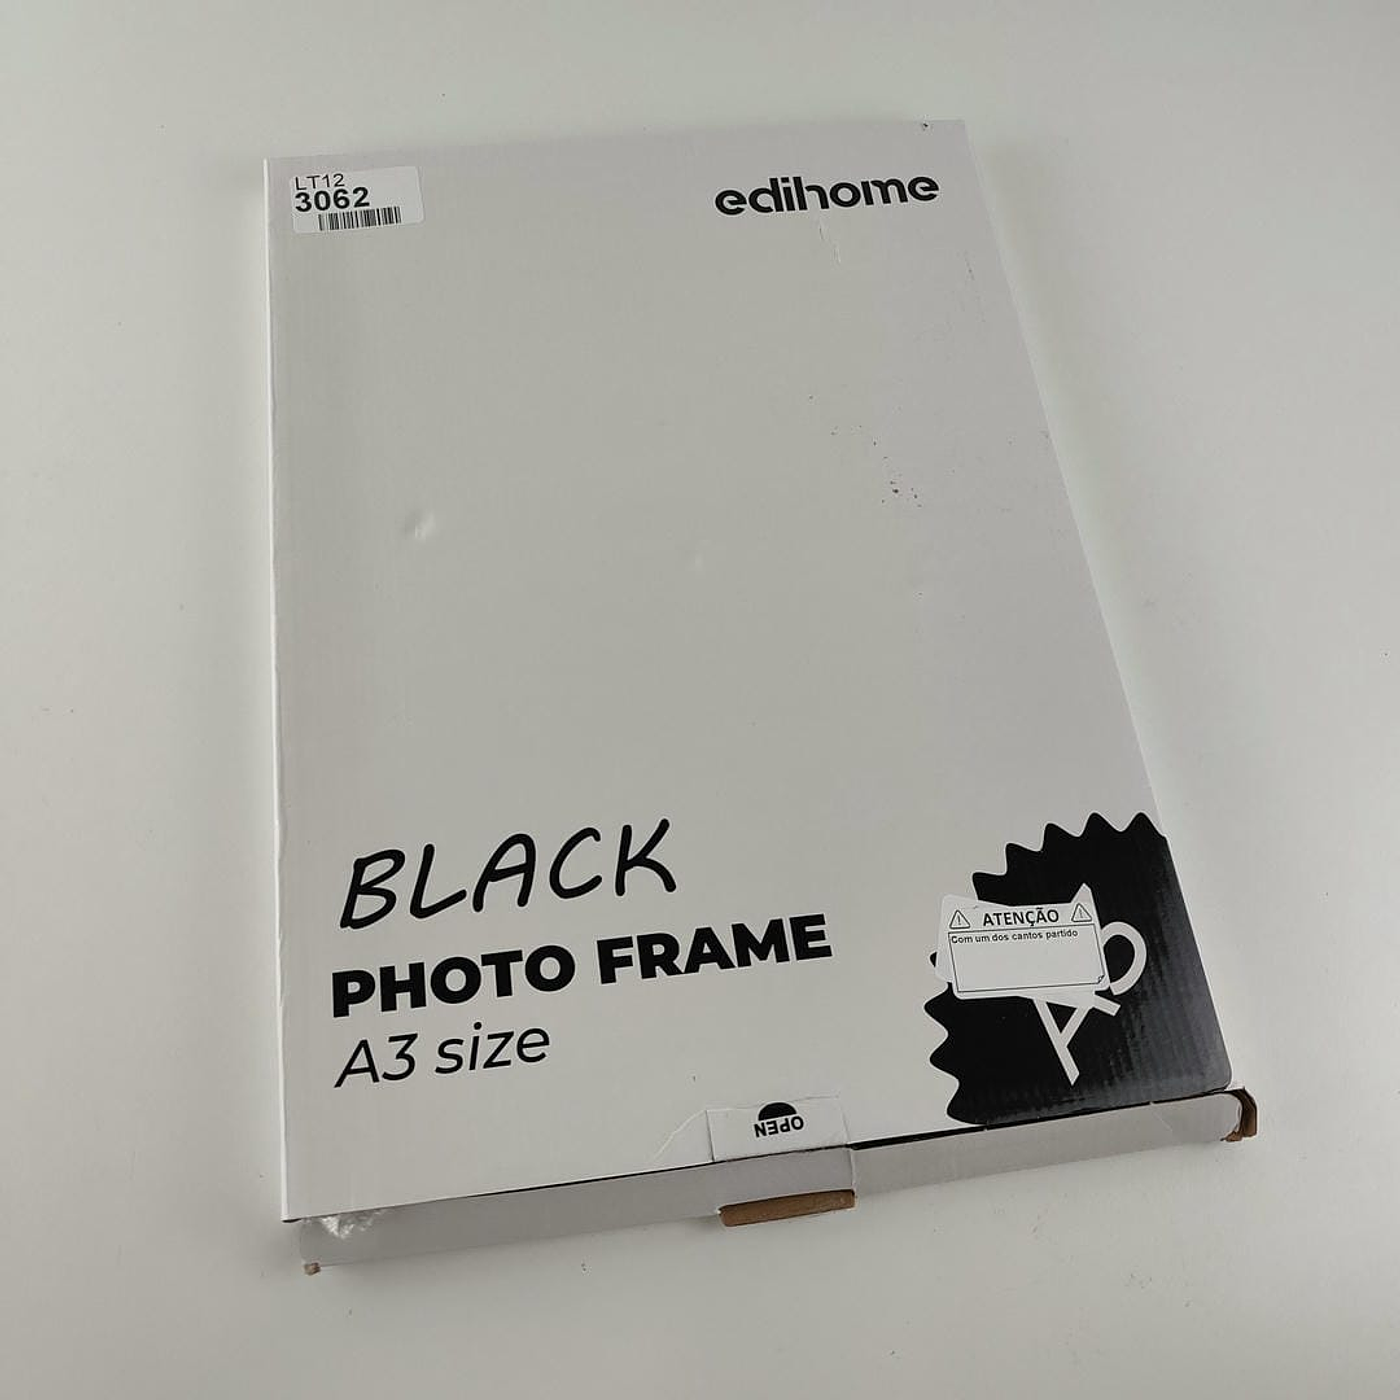 LT12
3062
edihome
BLACK
PHOTO FRAME
A3 size
ATENÇÃO
Com um dos cantos partido
OPEN